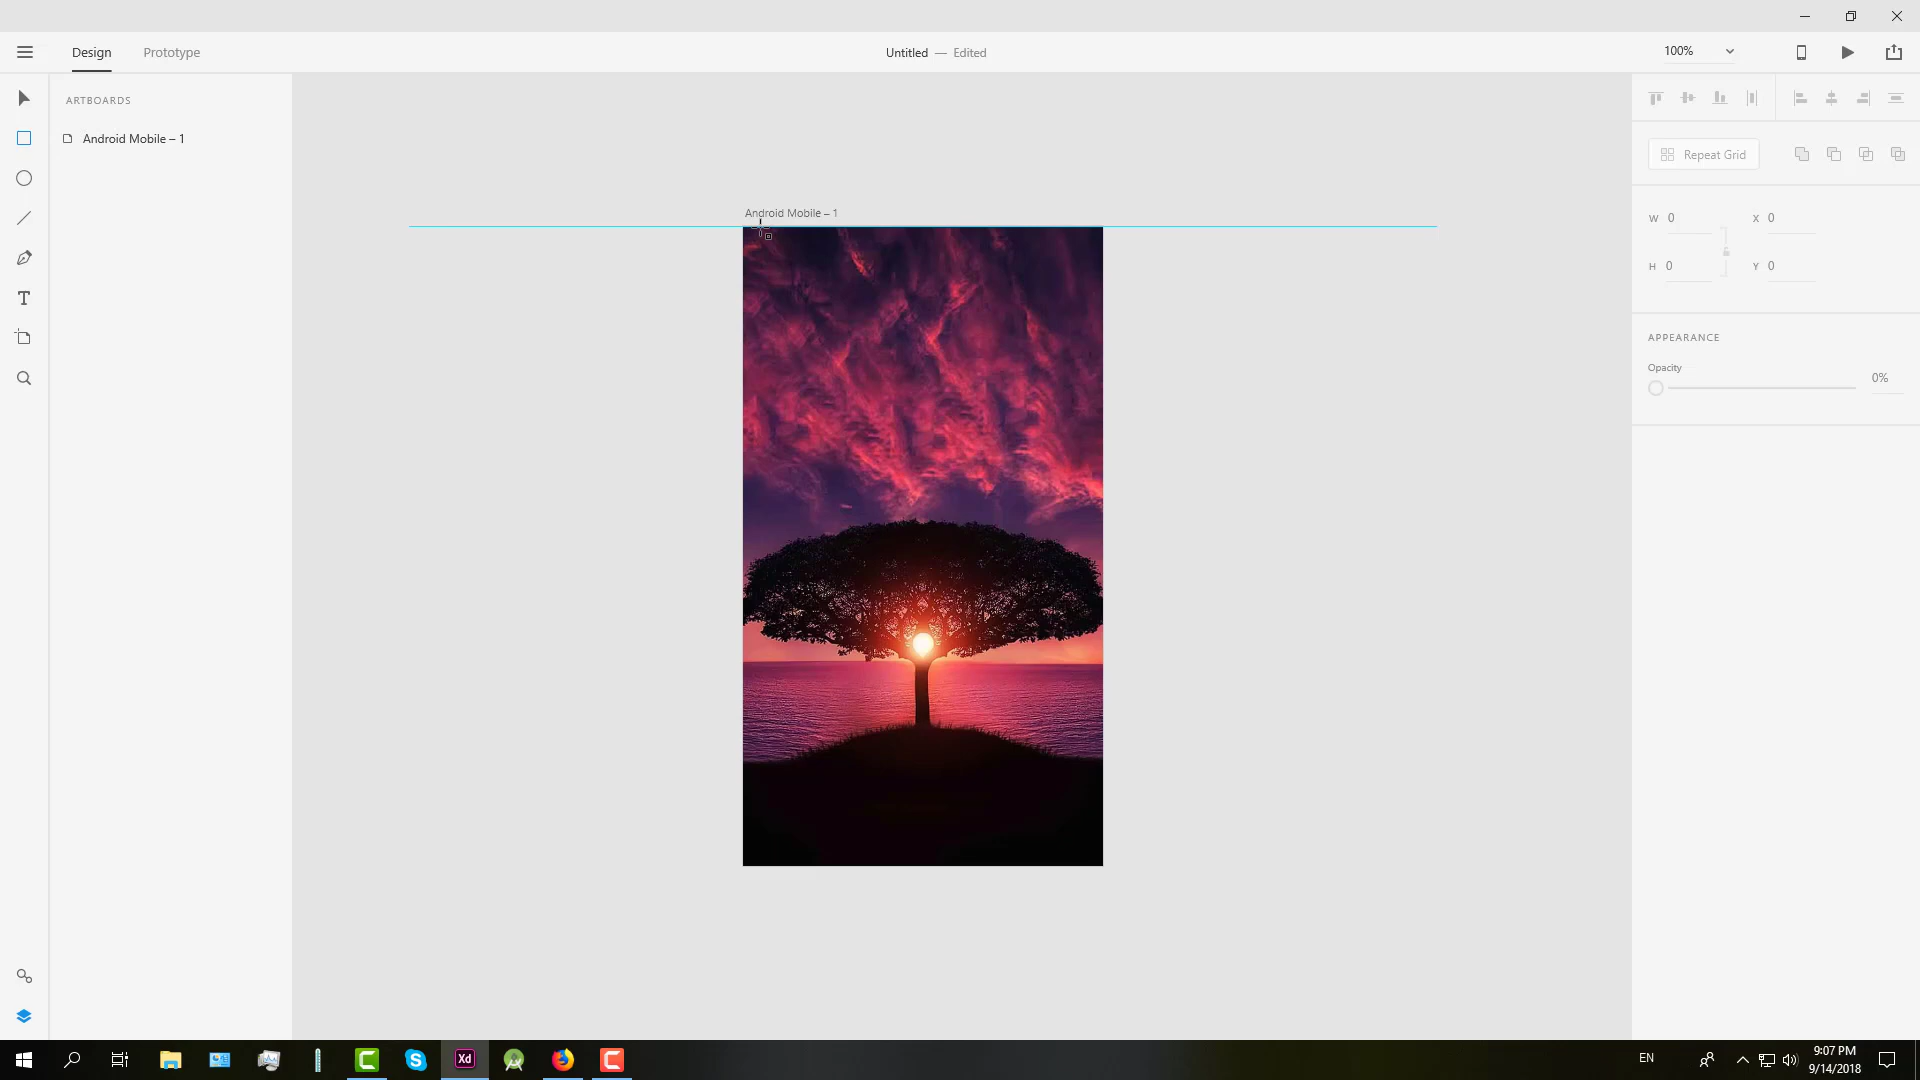 Design
Prototype
Untitled — Edited
100%
ARTBOARDS
Android Mobile – 1
Android Mobile – 1
Repeat Grid
W 0
X 0
H 0
Y 0
APPEARANCE
Opacity
0%
Xd
EN
9:07 PM
9/14/2018